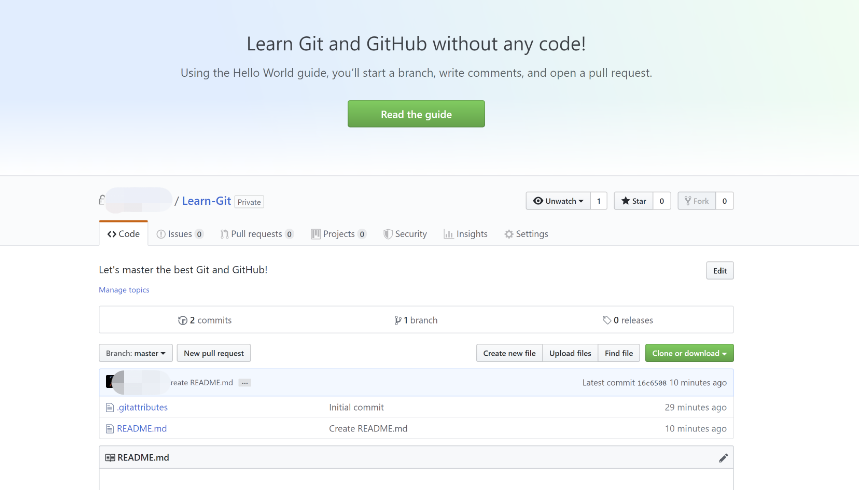 Learn Git and GitHub without any code!
Using the Hello World guide, you'll start a branch, write comments, and open a pull request.
Read the guide
/ Learn-Git Private
Unwatch 1 Star 0 Fork 0
Code Issues 0 Pull requests 0 Projects 0 Security Insights Settings
Let's master the best Git and GitHub!
Edit
Manage topics
2 commits 1 branch 0 releases
Branch: master New pull request Create new file Upload files Find file Clone or download
README.md ... Latest commit 16c6508 10 minutes ago
.gitattributes Initial commit 29 minutes ago
README.md Create README.md 10 minutes ago
README.md